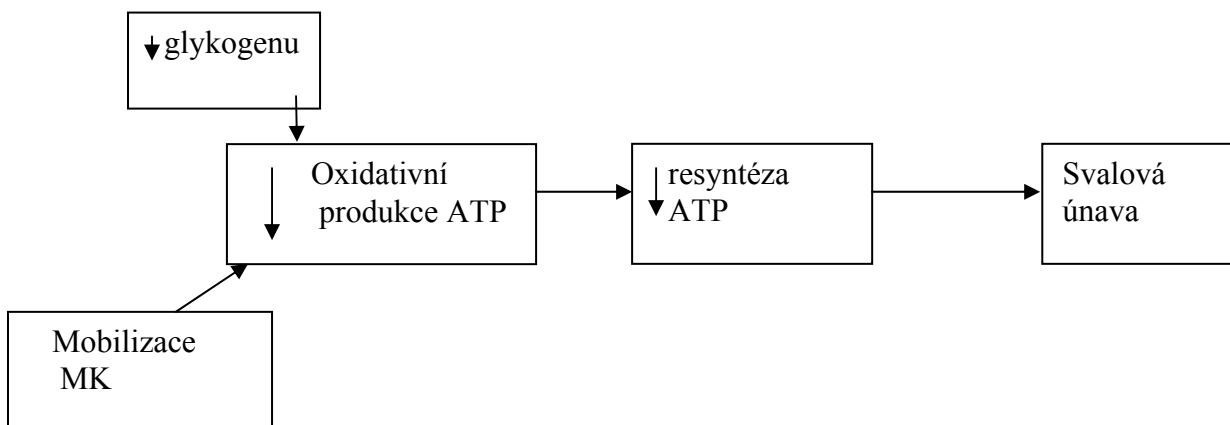 glykogenu
Oxidativní
produkce ATP
resyntéza
ATP
Svalová
únava
Mobilizace
MK